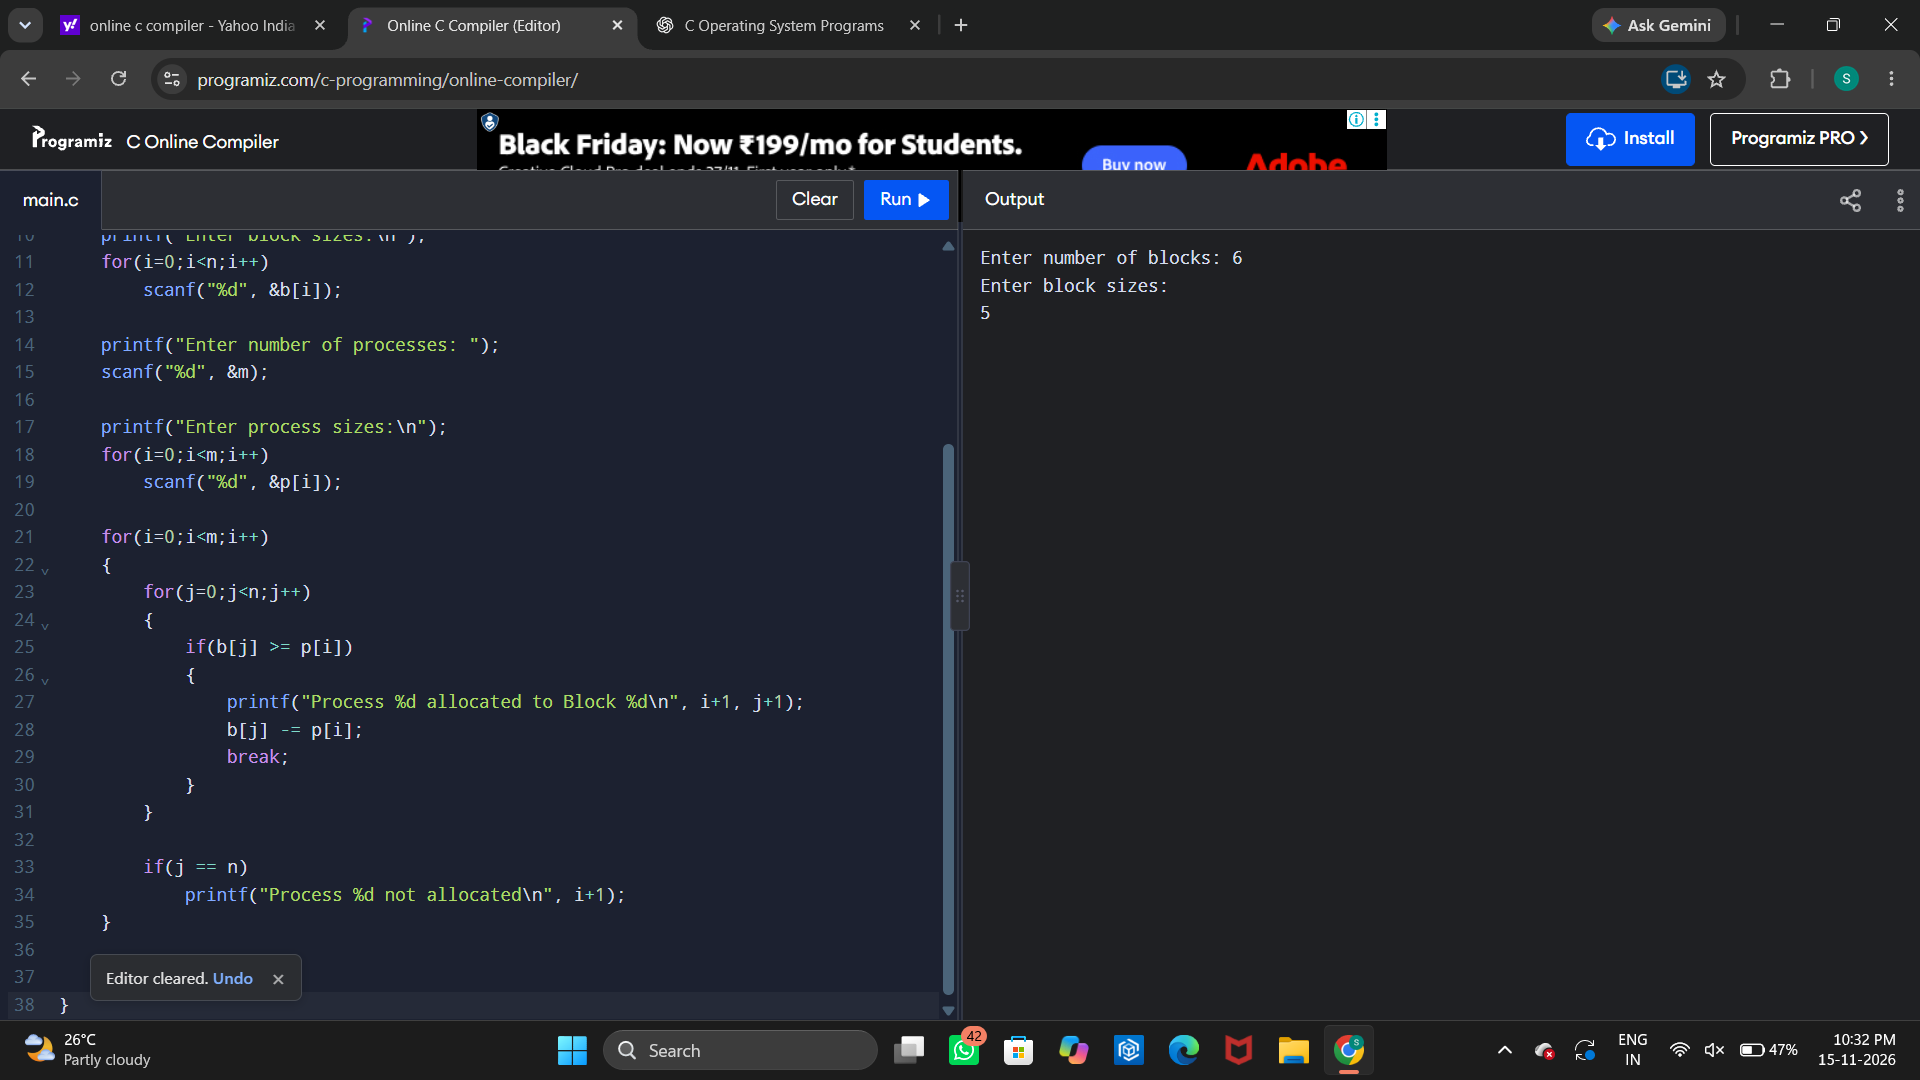 online c compiler - Yahoo India
Online C Compiler (Editor)
C Operating System Programs
Ask Gemini
programiz.com/c-programming/online-compiler/
S
Programiz C Online Compiler
Black Friday: Now ₹199/mo for Students.
Buy now
Adobe
Install
Programiz PRO
main.c
Clear
Run
Output
10 printf("Enter block sizes:\n");
11 for(i=0;i<n;i++)
12 scanf("%d", &b[i]);
13
14 printf("Enter number of processes: ");
15 scanf("%d", &m);
16
17 printf("Enter process sizes:\n");
18 for(i=0;i<m;i++)
19 scanf("%d", &p[i]);
20
21 for(i=0;i<m;i++)
22 {
23 for(j=0;j<n;j++)
24 {
25 if(b[j] >= p[i])
26 {
27 printf("Process %d allocated to Block %d\n", i+1, j+1);
28 b[j] -= p[i];
29 break;
30 }
31 }
32
33 if(j == n)
34 printf("Process %d not allocated\n", i+1);
35 }
36
37
38 }
Editor cleared. Undo
Enter number of blocks: 6
Enter block sizes:
5
26°C
Partly cloudy
Search
42
ENG
IN
47%
10:32 PM
15-11-2026